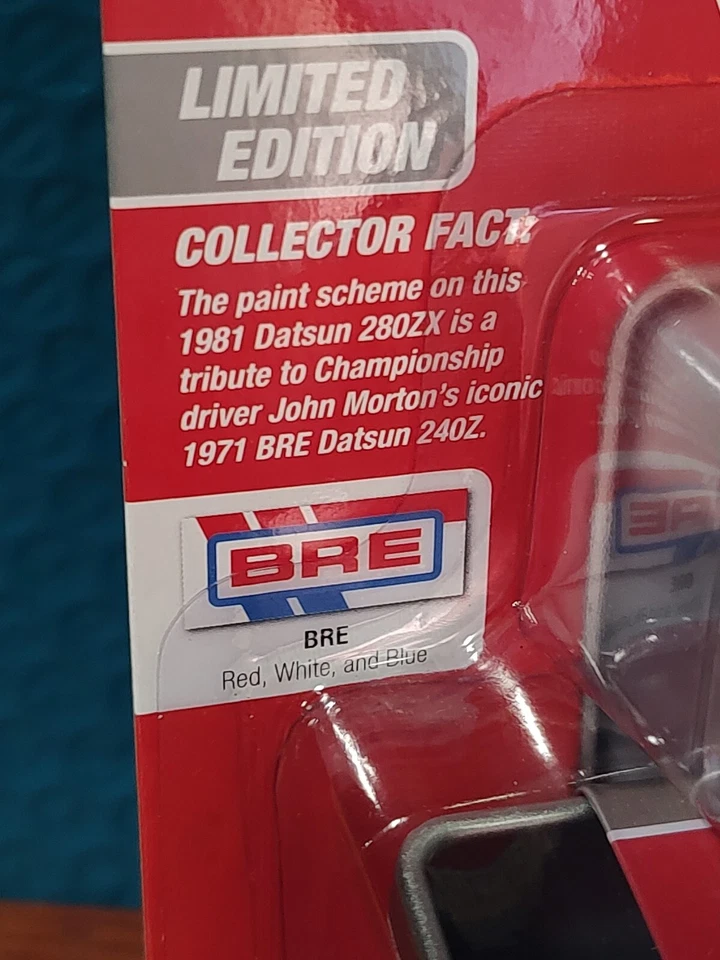 LIMITED
EDITION
COLLECTOR FACT:
The paint scheme on this
1981 Datsun 280ZX is a
tribute to Championship
driver John Morton's iconic
1971 BRE Datsun 240Z.
BRE
BRE
Red, White, and Blue